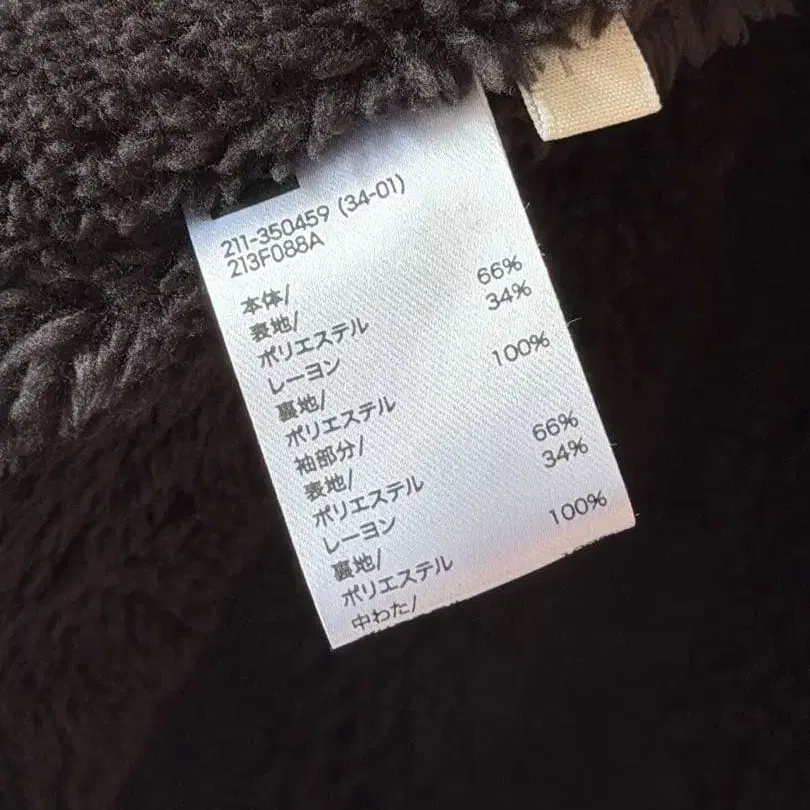 211-350459 (34-01)
213F088A
本体/
表地/
ポリエステル 66%
レーヨン 34%
裏地/
ポリエステル 100%
袖部分/
表地/
ポリエステル 66%
レーヨン 34%
裏地/
ポリエステル 100%
中わた/